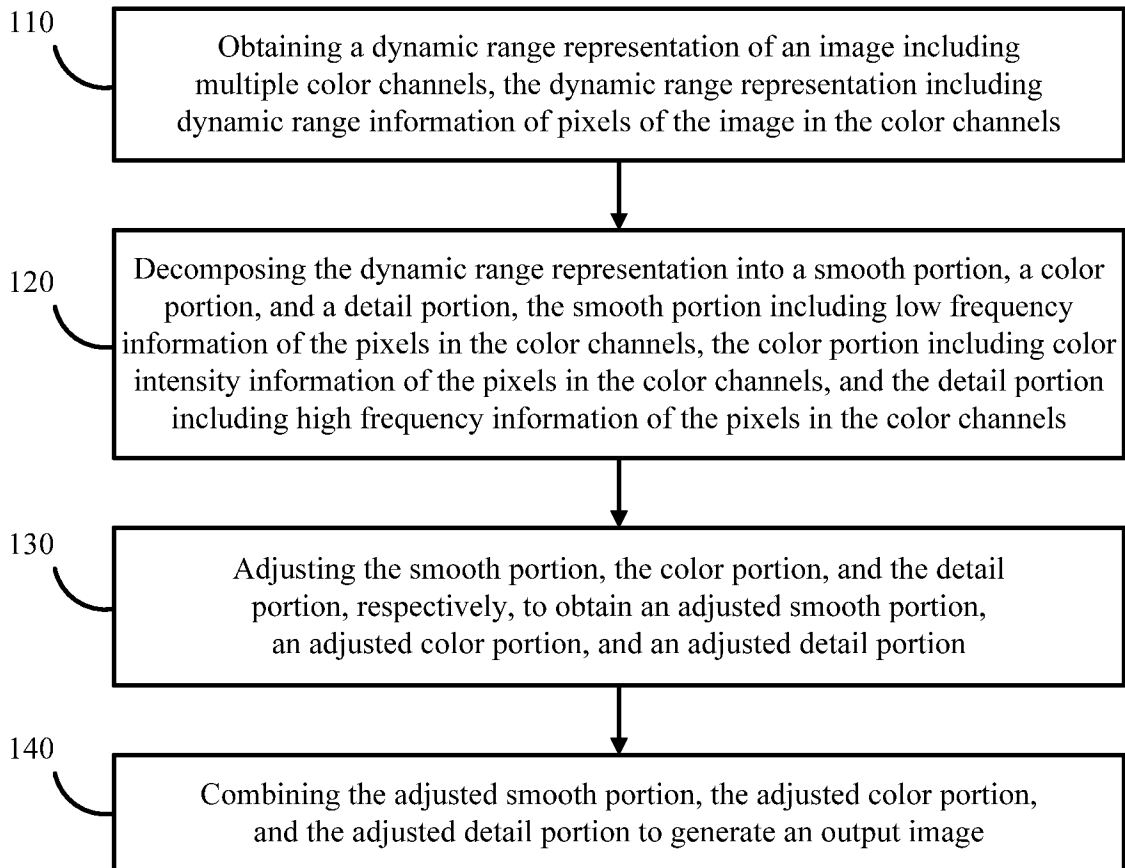 110
Obtaining a dynamic range representation of an image including
multiple color channels, the dynamic range representation including
dynamic range information of pixels of the image in the color channels
120
Decomposing the dynamic range representation into a smooth portion, a color
portion, and a detail portion, the smooth portion including low frequency
information of the pixels in the color channels, the color portion including color
intensity information of the pixels in the color channels, and the detail portion
including high frequency information of the pixels in the color channels
130
Adjusting the smooth portion, the color portion, and the detail
portion, respectively, to obtain an adjusted smooth portion,
an adjusted color portion, and an adjusted detail portion
140
Combining the adjusted smooth portion, the adjusted color portion,
and the adjusted detail portion to generate an output image